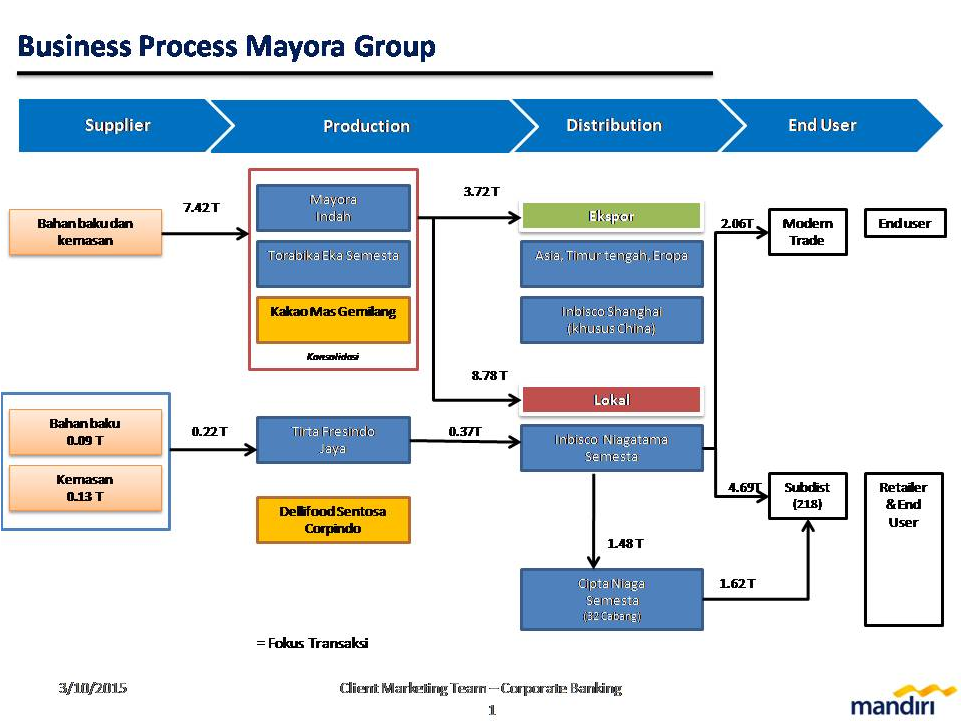 Business Process Mayora Group
Supplier
Production
Distribution
End User
Bahan baku dan
kemasan
7.42 T
Mayora
Indah
Torabika Eka Semesta
Kakao Mas Gemilang
Konsolidasi
3.72 T
Ekspor
Asia, Timur tengah, Eropa
Inbisco Shanghai
(khusus China)
2.06T
Modern
Trade
End user
8.78 T
Lokal
Bahan baku
0.09 T
Kemasan
0.13 T
0.22 T
Tirta Fresindo
Jaya
0.37T
Inbisco Niagatama
Semesta
Dellifood Sentosa
Corpindo
4.69T
Subdist
(218)
Retailer
& End
User
1.48 T
Cipta Niaga
Semesta
(32 Cabang)
1.62 T
= Fokus Transaksi
3/10/2015
Client Marketing Team – Corporate Banking
1
mandiri